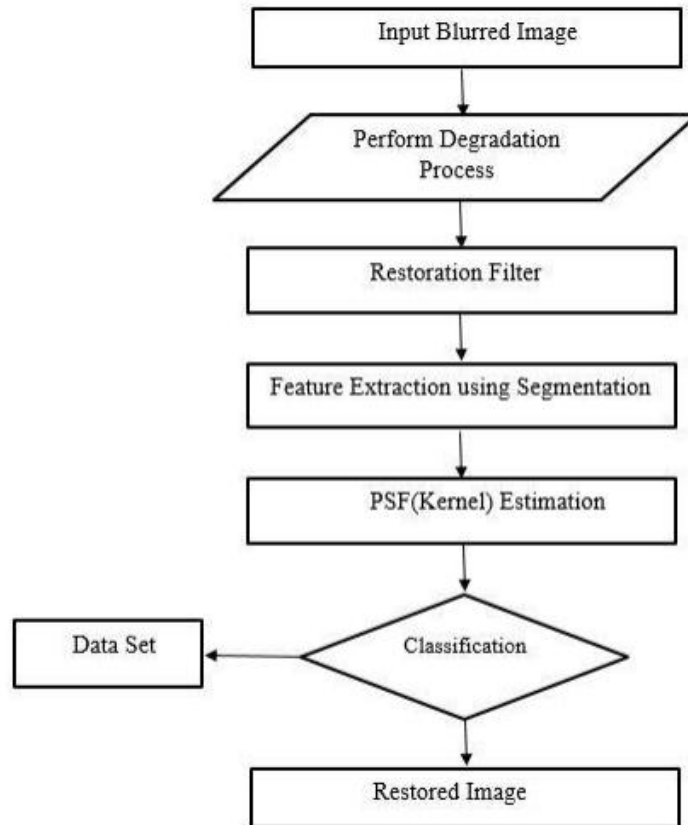 Input Blurred Image
Perform Degradation
Process
Restoration Filter
Feature Extraction using Segmentation
PSF(Kernel) Estimation
Data Set
Classification
Restored Image